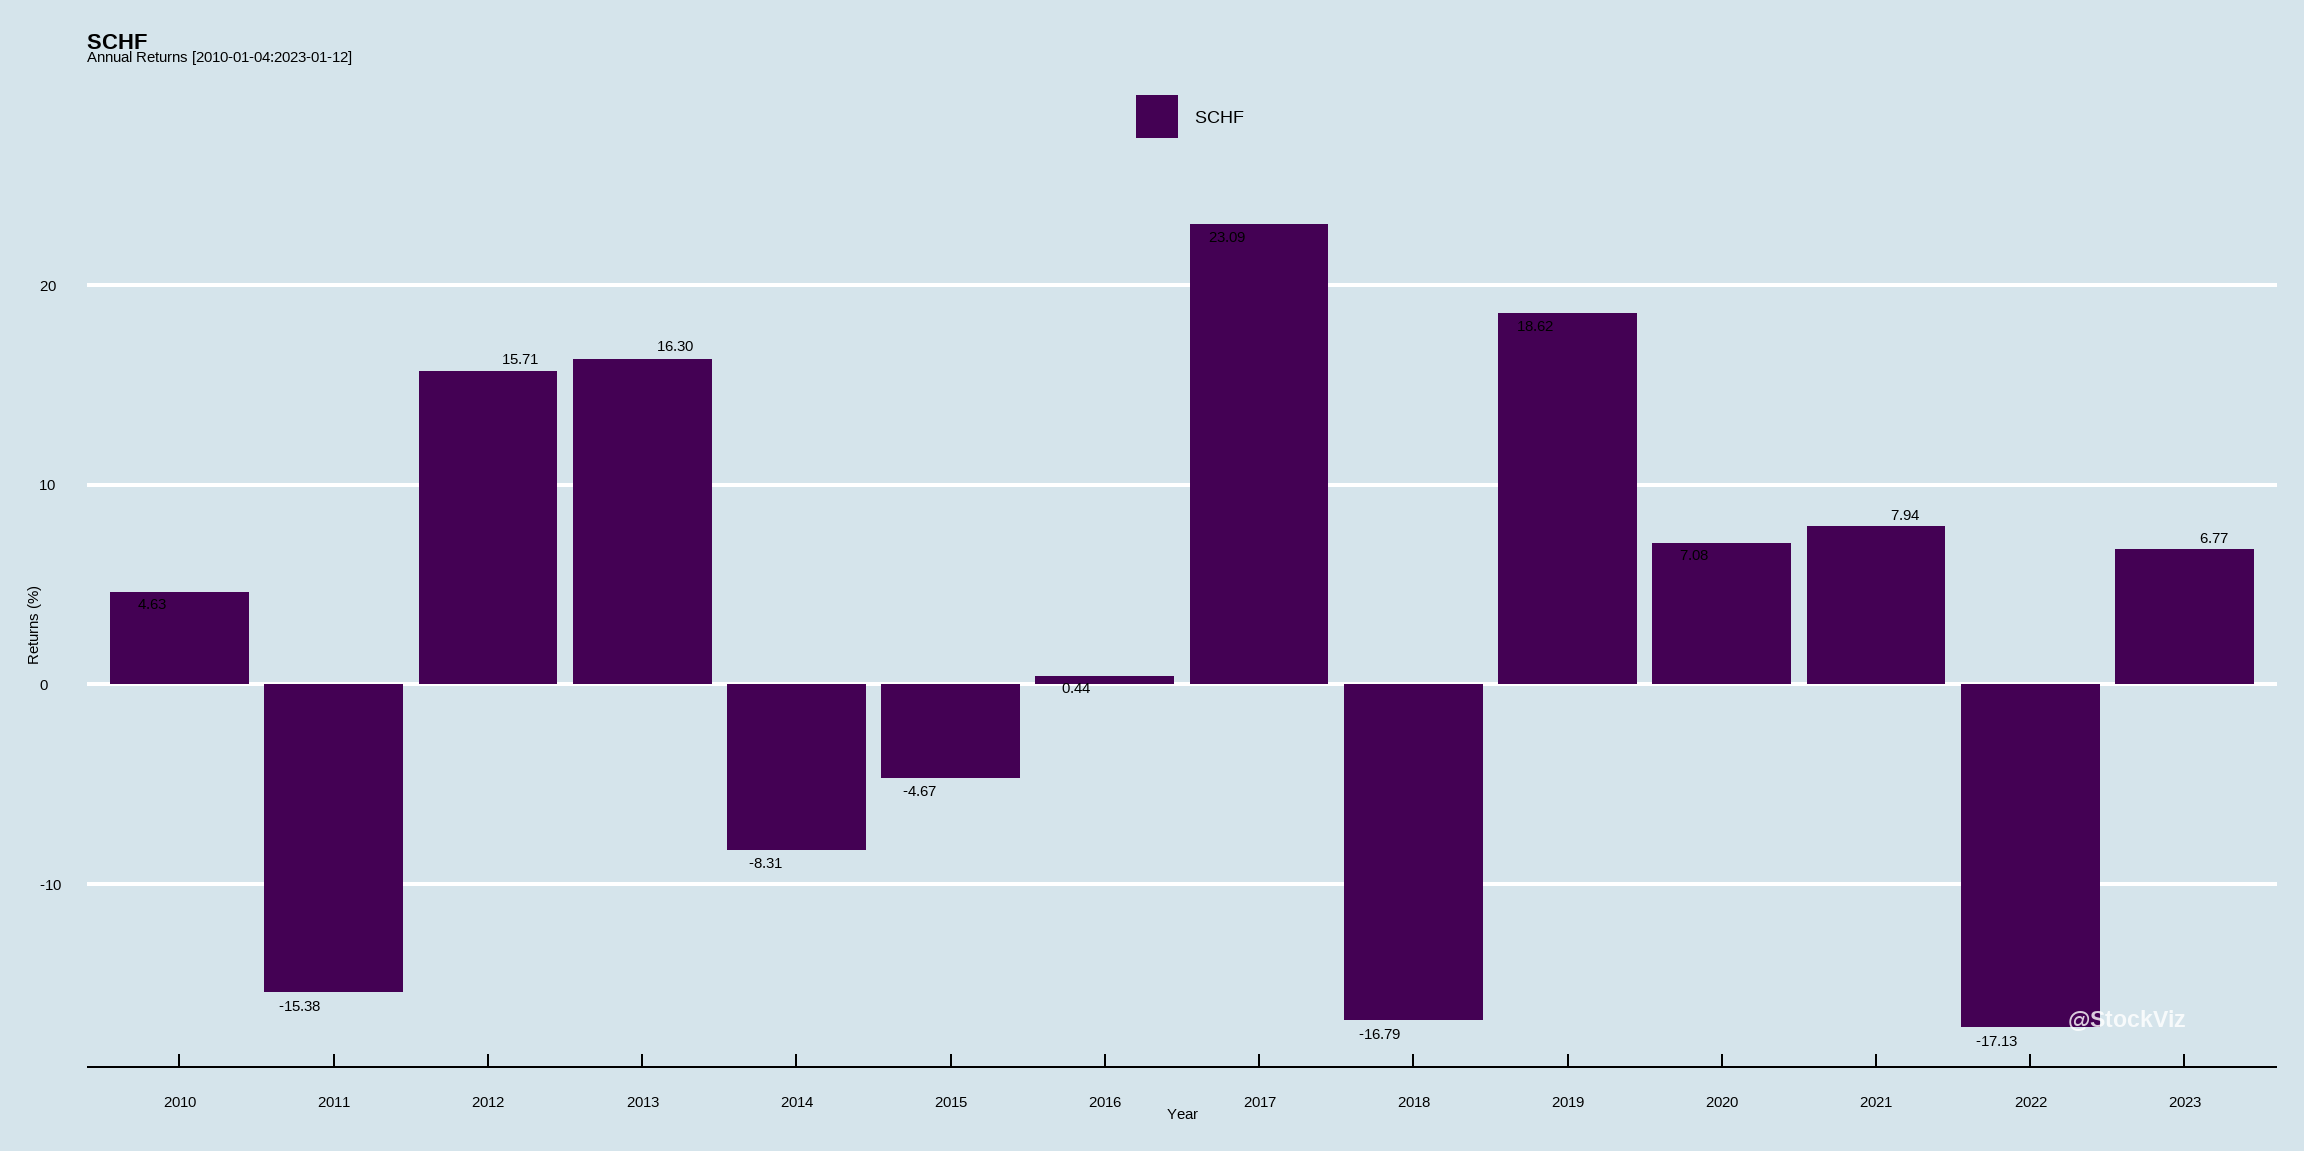 SCHF
Annual Returns [2010-01-04:2023-01-12]
SCHF
23.09
20
18.62
16.30
15.71
10
7.94
6.77
7.08
4.63
Returns (%)
0
0.44
-4.67
-8.31
-10
-15.38
@StockViz
-16.79
-17.13
2010 2011 2012 2013 2014 2015 2016 2017 2018 2019 2020 2021 2022 2023
Year